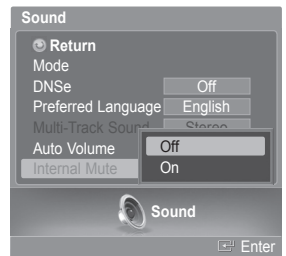 Sound
Return
Mode
DNSe Off
Preferred Language English
Multi-Track Sound Stereo
Auto Volume Off
Internal Mute On
Sound
Enter